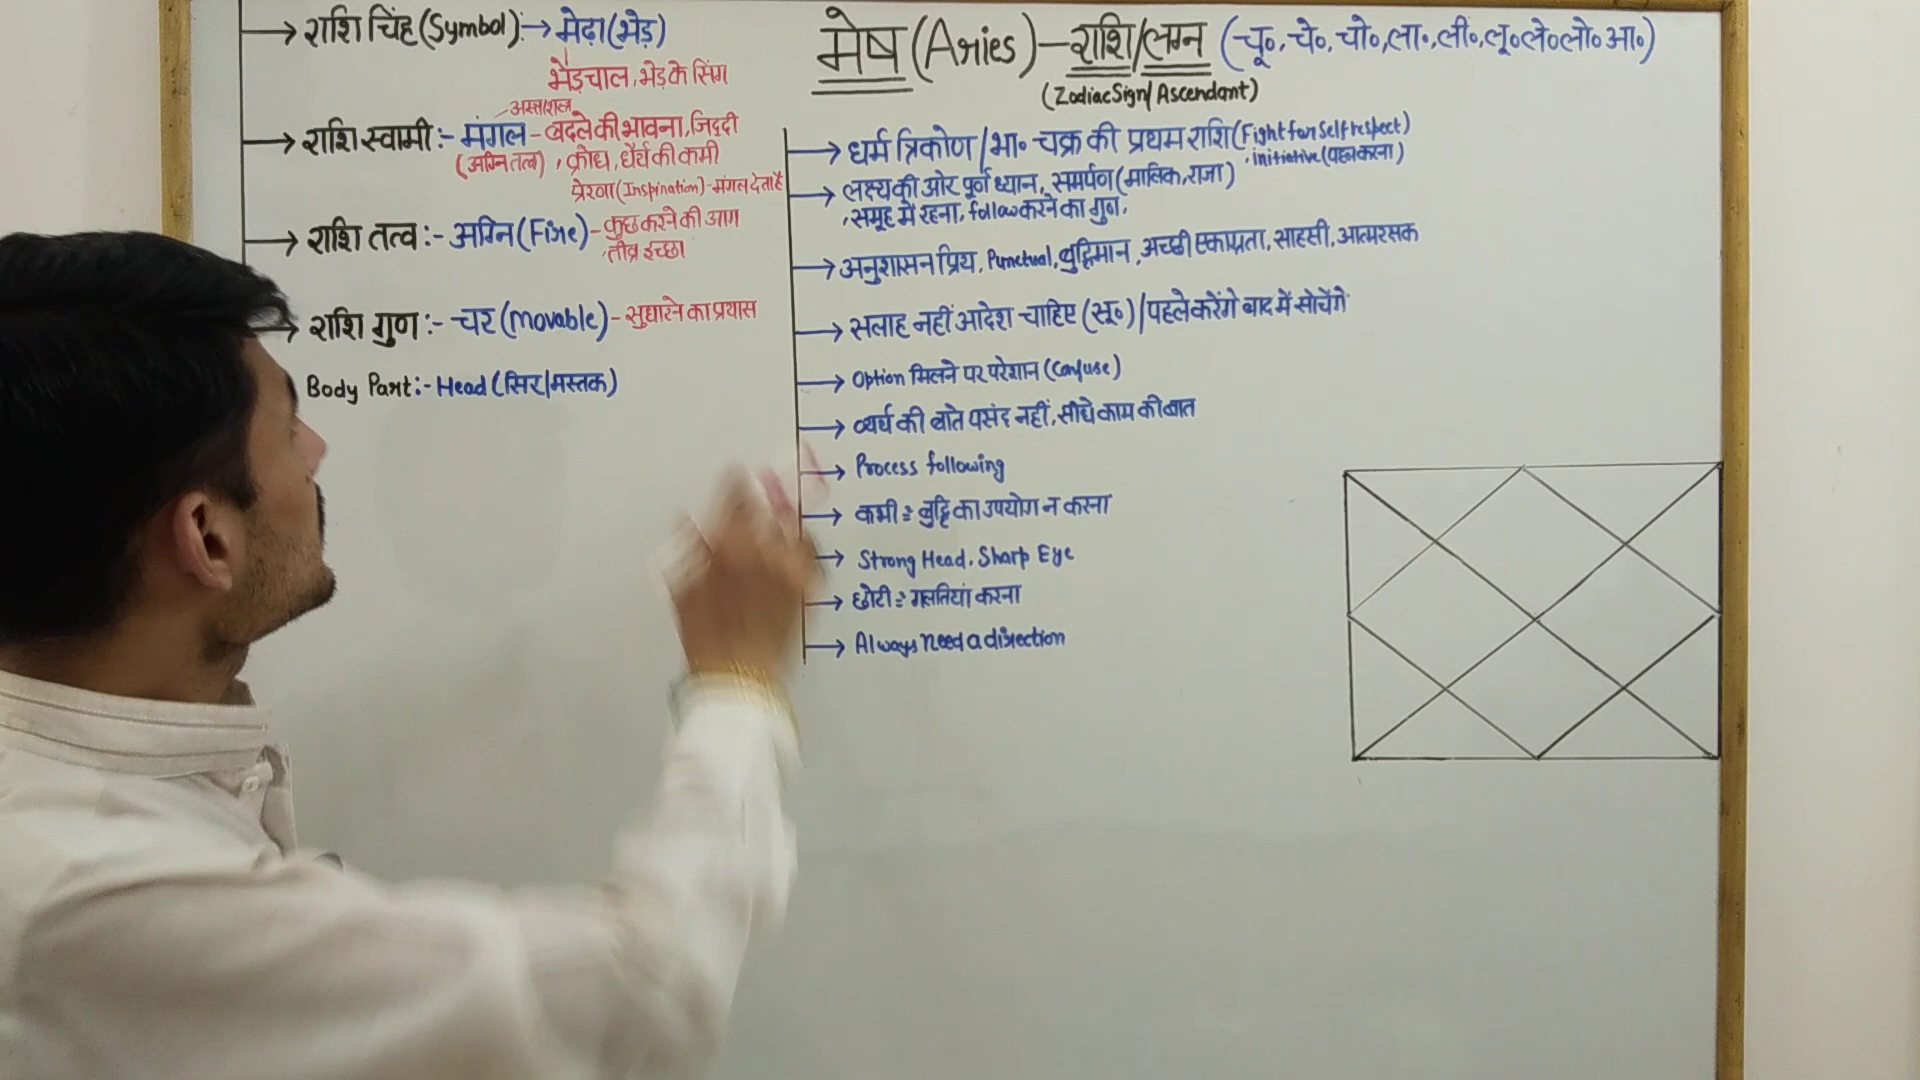 मेष (Aries) – राशि/लग्न (चू०, चे०, चो०, ला०, ली०, लू० ले० लो० आ०)
(Zodiac Sign/ Ascendant)
→ राशि चिंह (Symbol) :→ मेढ़ा (भेड़)
भेड़चाल, भेड़ के सिंग
अस्त्र/शस्त्र
→ राशि स्वामी :- मंगल - बदले की भावना, जिद्दी
(अग्नि तत्व) , क्रोध, धैर्य की कमी
प्रेरणा (Inspiration) - मंगल देता है
→ राशि तत्व :- अग्नि (Fire) - कुछ करने की आग
, तीव्र इच्छा
→ राशि गुण :- चर (Movable) - सुधारने का प्रयास
Body Part :- Head (सिर/मस्तक)
→ धर्म त्रिकोण / भा० चक्र की प्रथम राशि (Fight for Self respect)
, initiative (पहल करना)
→ लक्ष्य की ओर पूर्ण ध्यान, समर्पण (मालिक, राजा)
, समूह में रहना, follow करने का गुण,
→ अनुशासन प्रिय, Punctual, बुद्धिमान, अच्छी एकाग्रता, साहसी, आत्मरक्षक
→ सलाह नहीं आदेश चाहिए (सू०) / पहले करेंगे बाद में सोचेंगे
→ Option मिलने पर परेशान (Confuse)
→ व्यर्थ की बाते पसंद नहीं, सीधे काम की बात
→ Process following
→ कमी :- बुद्धि का उपयोग न करना
→ Strong Head, Sharp Eye
→ छोटी :- गलतियां करना
→ Always need a direction